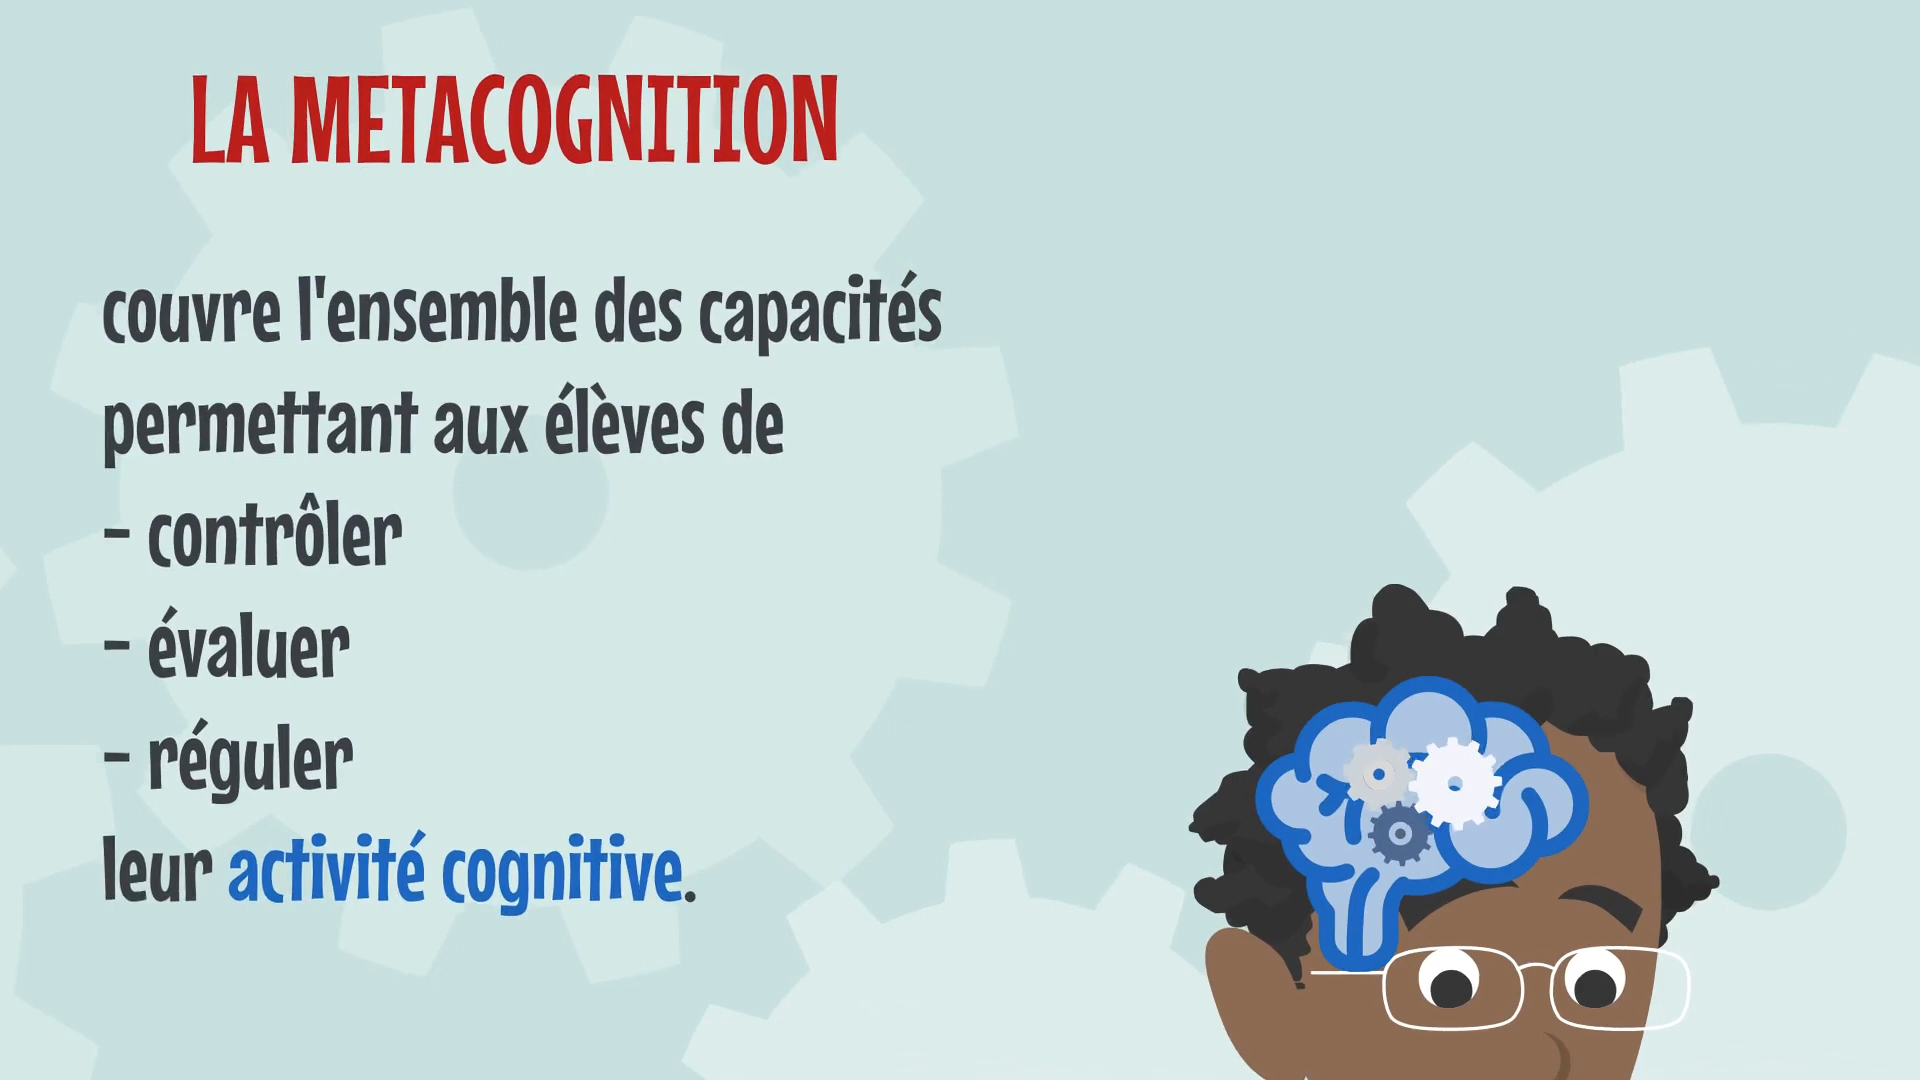 LA METACOGNITION
couvre l'ensemble des capacités
permettant aux élèves de
- contrôler
- évaluer
- réguler
leur activité cognitive.